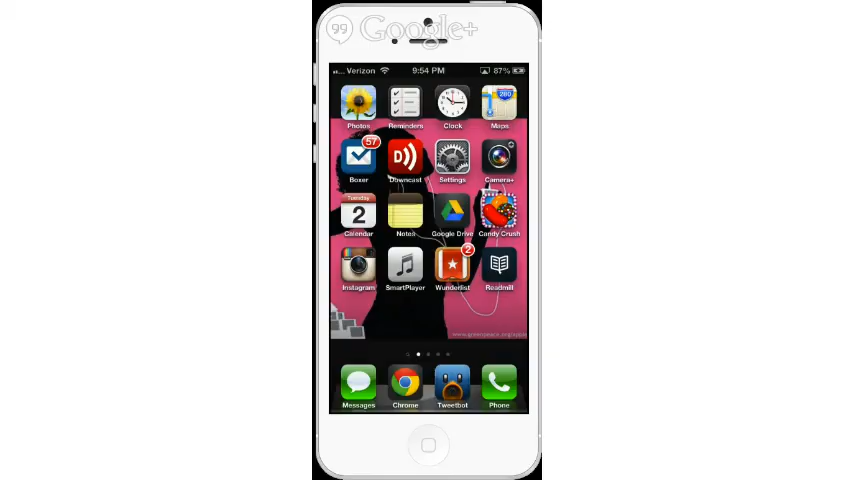 Google+
Verizon 9:54 PM 87%
Photos Reminders Clock Maps
280
57
Boxer Downcast Settings Camera+
Tuesday
2
Calendar Notes Google Drive Candy Crush
2
Instagram SmartPlayer Wunderlist Readmill
Messages Chrome Tweetbot Phone